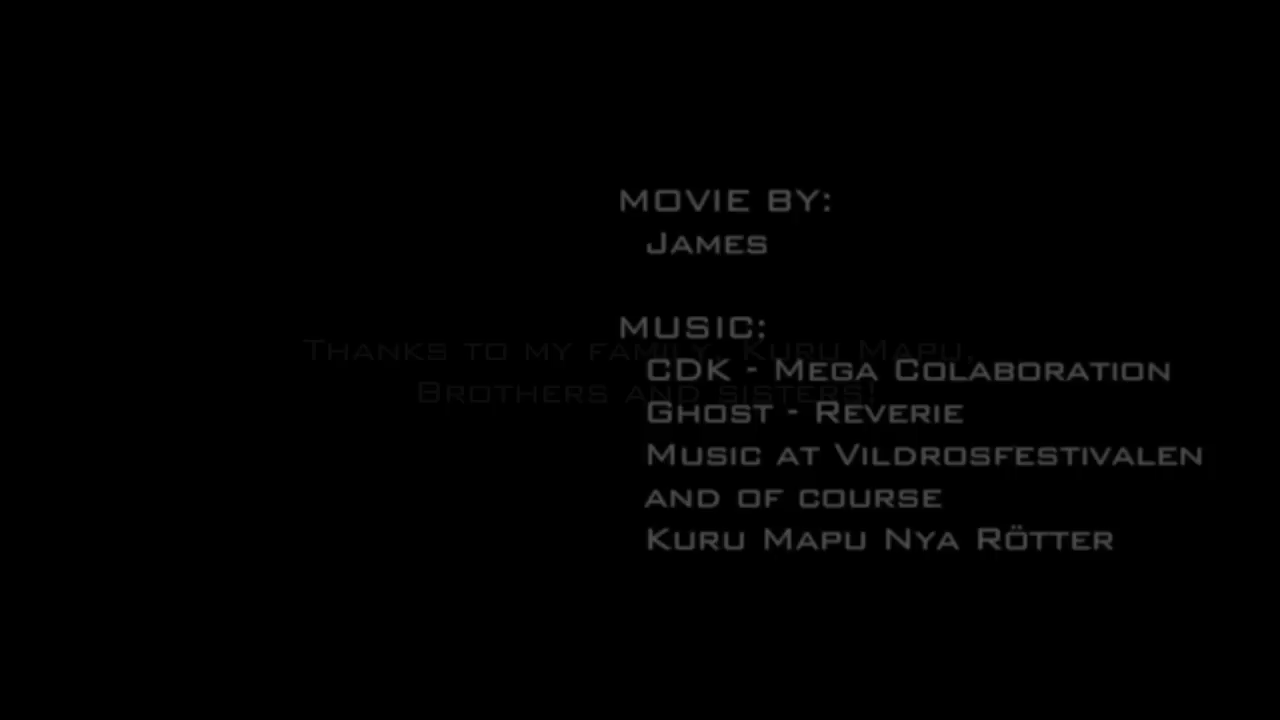 MOVIE BY:
JAMES
MUSIC:
THANKS TO MY FAMILY, KURU MAPU,
CDK - MEGA COLABORATION
BROTHERS AND SISTERS!
GHOST - REVERIE
MUSIC AT VILDROSFESTIVALEN
AND OF COURSE
KURU MAPU NYA RÖTTER